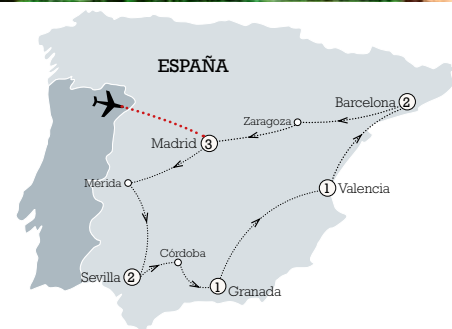 ESPAÑA
Barcelona 2
Zaragoza
Madrid 3
Mérida
1 Valencia
Córdoba
Sevilla 2
1 Granada